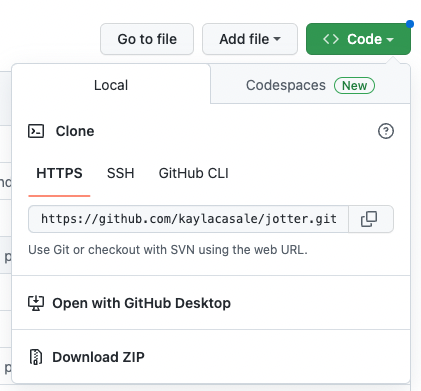 Go to file Add file Code
Local Codespaces New
Clone
HTTPS SSH GitHub CLI
https://github.com/kaylacasale/jotter.git
Use Git or checkout with SVN using the web URL.
Open with GitHub Desktop
Download ZIP